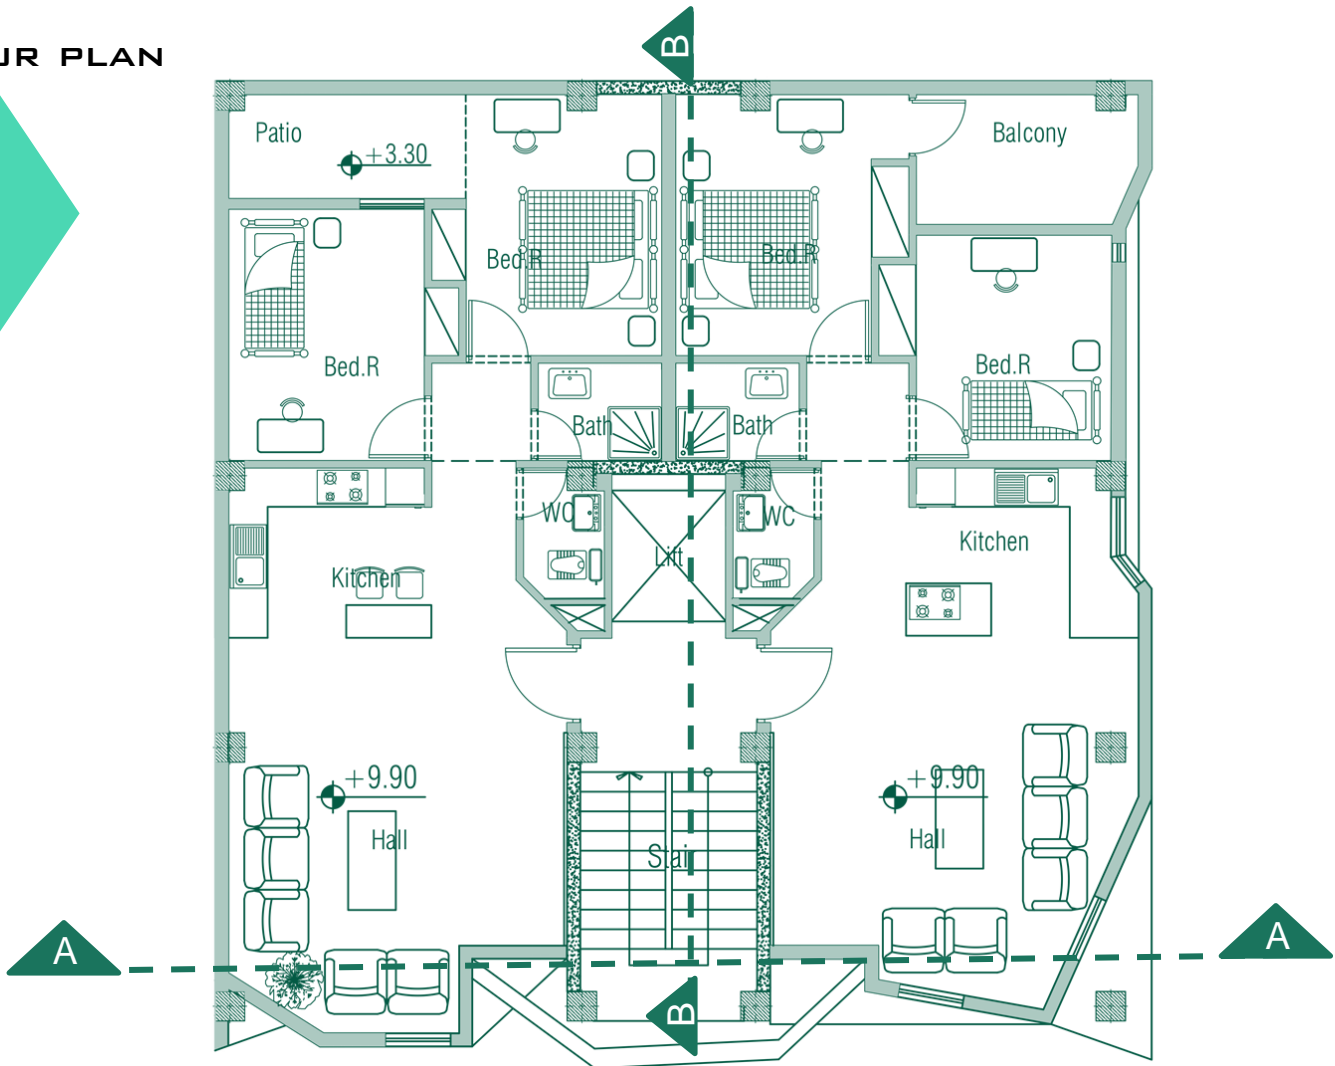 UR PLAN
B
Patio
Balcony
+3.30
Bed.R
Bed.R
Bed.R
Bed.R
Bath
Bath
WC
WC
Lift
Kitchen
Kitchen
+9.90
+9.90
Hall
Hall
Stair
A
A
B